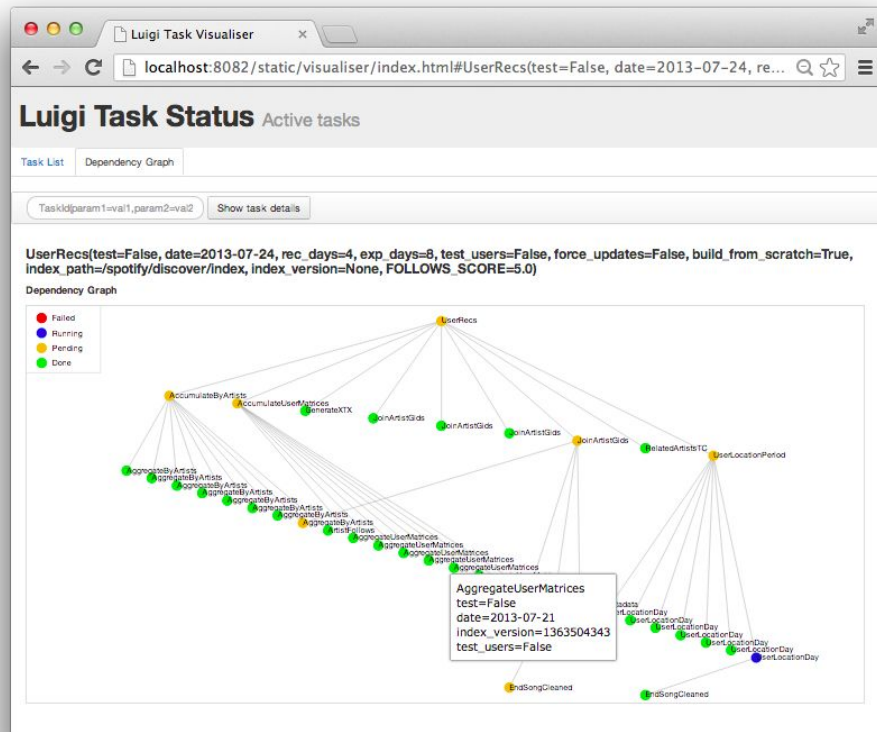 Luigi Task Visualiser
localhost:8082/static/visualiser/index.html#UserRecs(test=False, date=2013-07-24, re...
Luigi Task Status Active tasks
Task List Dependency Graph
TaskId(param1=val1,param2=val2 Show task details
UserRecs(test=False, date=2013-07-24, rec_days=4, exp_days=8, test_users=False, force_updates=False, build_from_scratch=True,
index_path=/spotify/discover/index, index_version=None, FOLLOWS_SCORE=5.0)
Dependency Graph
Failed
Running
Pending
Done
UserRecs
AccumulateByArtists
AccumulateUserMatrices
GenerateXTX
JoinArtistGids
JoinArtistGids
JoinArtistGids
JoinArtistGids
RelatedArtistsTC
UserLocationPeriod
AggregateByArtists
AggregateByArtists
AggregateByArtists
AggregateByArtists
AggregateByArtists
AggregateByArtists
AggregateByArtists
AggregateByArtists
ArtistFollows
AggregateUserMatrices
AggregateUserMatrices
AggregateUserMatrices
AggregateUserMatrices
AggregateUserMatrices
AggregateUserMatrices
test=False
date=2013-07-21
index_version=1363504343
test_users=False
tadata
erLocationDay
UserLocationDay
UserLocationDay
UserLocationDay
UserLocationDay
UserLocationDay
UserLocationDay
EndSongCleaned
EndSongCleaned